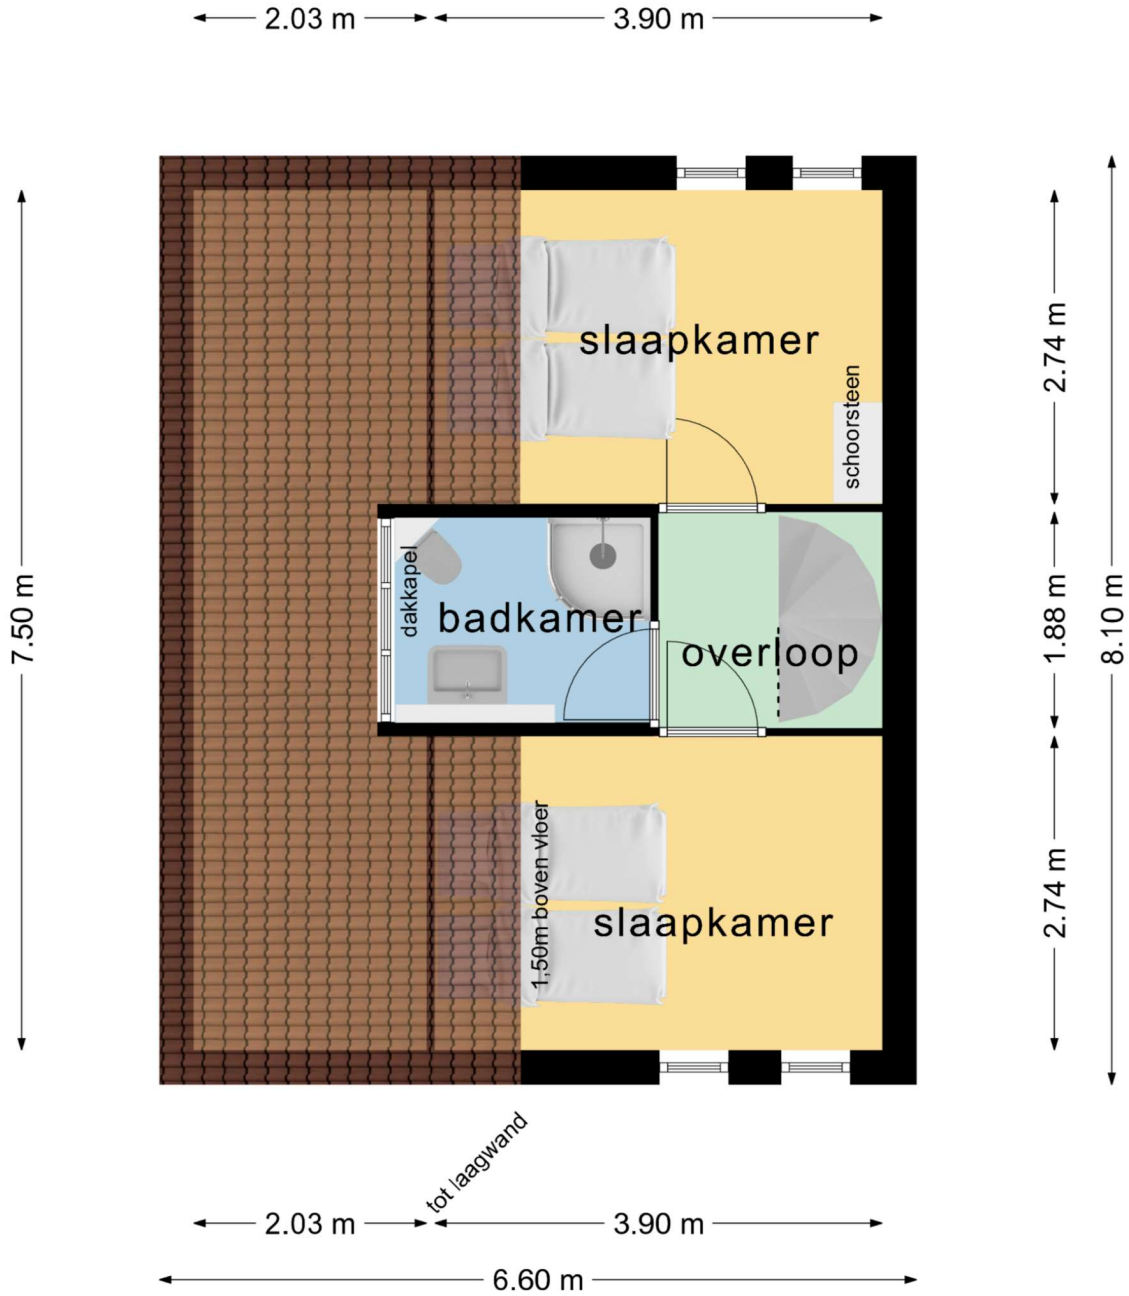 2.03 m
3.90 m
slaapkamer
2.74 m
schoorsteen
dakkapel
badkamer
overloop
1.88 m
7.50 m
8.10 m
1,50m boven vloer
slaapkamer
2.74 m
tot laagwand
2.03 m
3.90 m
6.60 m